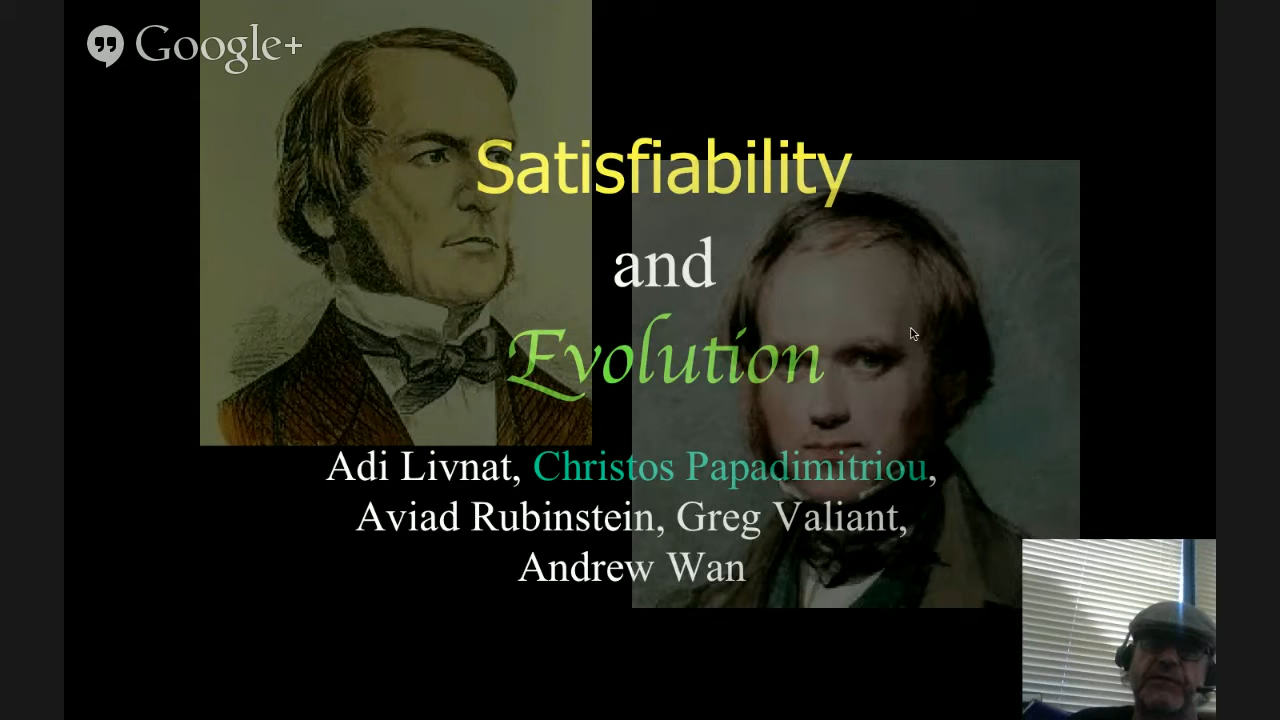 Google+
Satisfiability
and
Evolution
Adi Livnat, Christos Papadimitriou,
Aviad Rubinstein, Greg Valiant,
Andrew Wan